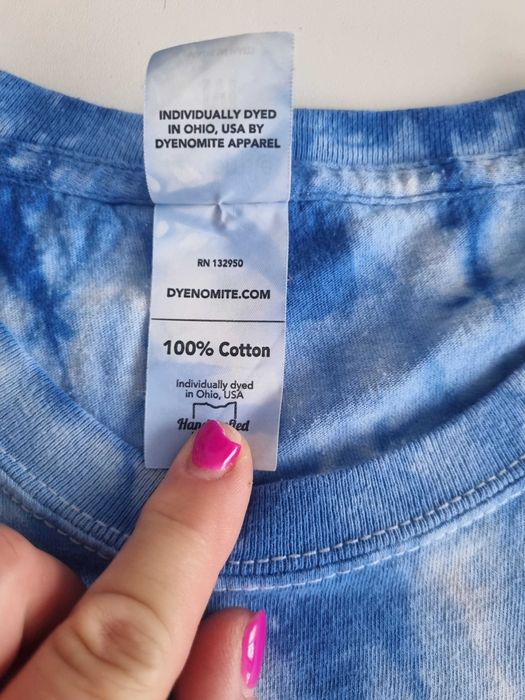 INDIVIDUALLY DYED
IN OHIO, USA BY
DYENOMITE APPAREL
RN 132950
DYENOMITE.COM
100% Cotton
Individually dyed
in Ohio, USA